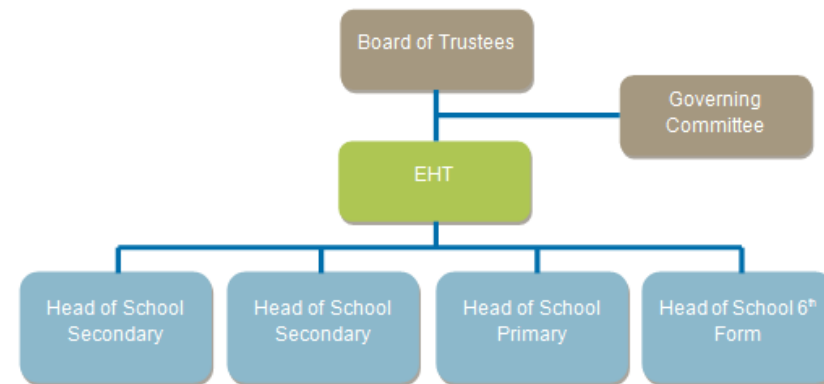 Board of Trustees
Governing
Committee
EHT
Head of School
Secondary
Head of School
Secondary
Head of School
Primary
Head of School 6th
Form